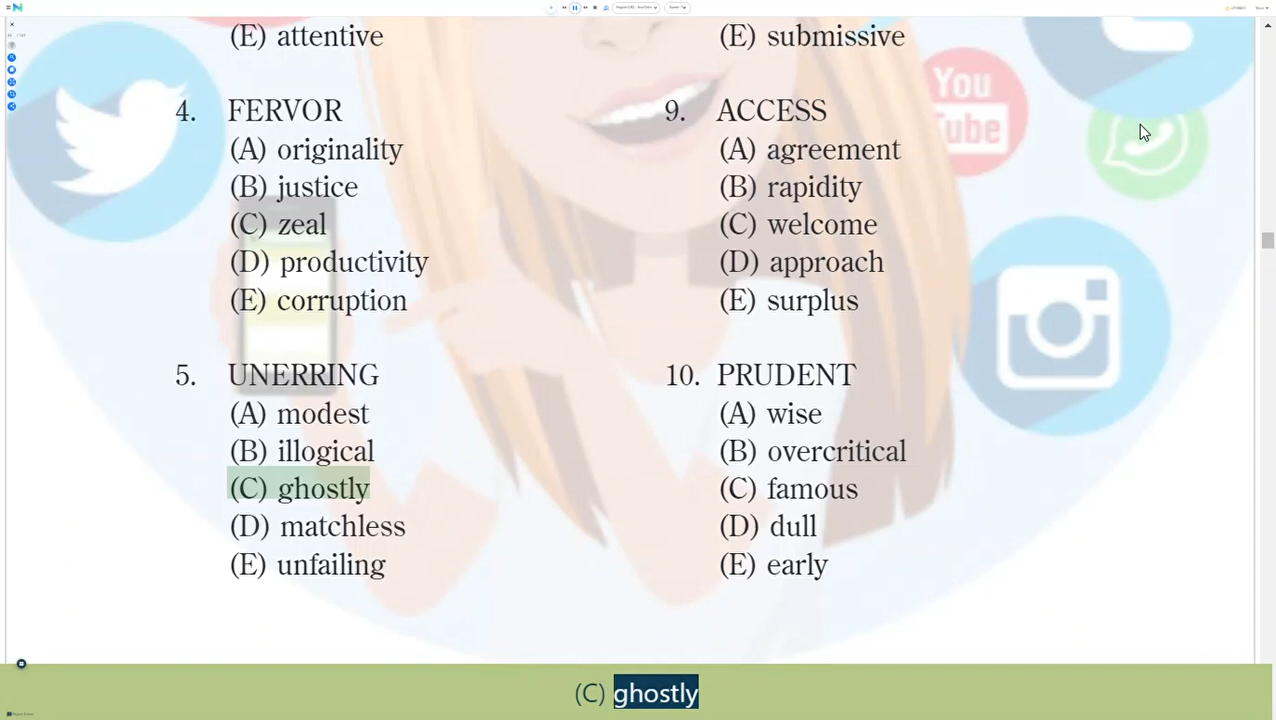 (E) attentive
4. FERVOR
(A) originality
(B) justice
(C) zeal
(D) productivity
(E) corruption
5. UNERRING
(A) modest
(B) illogical
(C) ghostly
(D) matchless
(E) unfailing
(E) submissive
9. ACCESS
(A) agreement
(B) rapidity
(C) welcome
(D) approach
(E) surplus
10. PRUDENT
(A) wise
(B) overcritical
(C) famous
(D) dull
(E) early
You
Tube
(C) ghostly